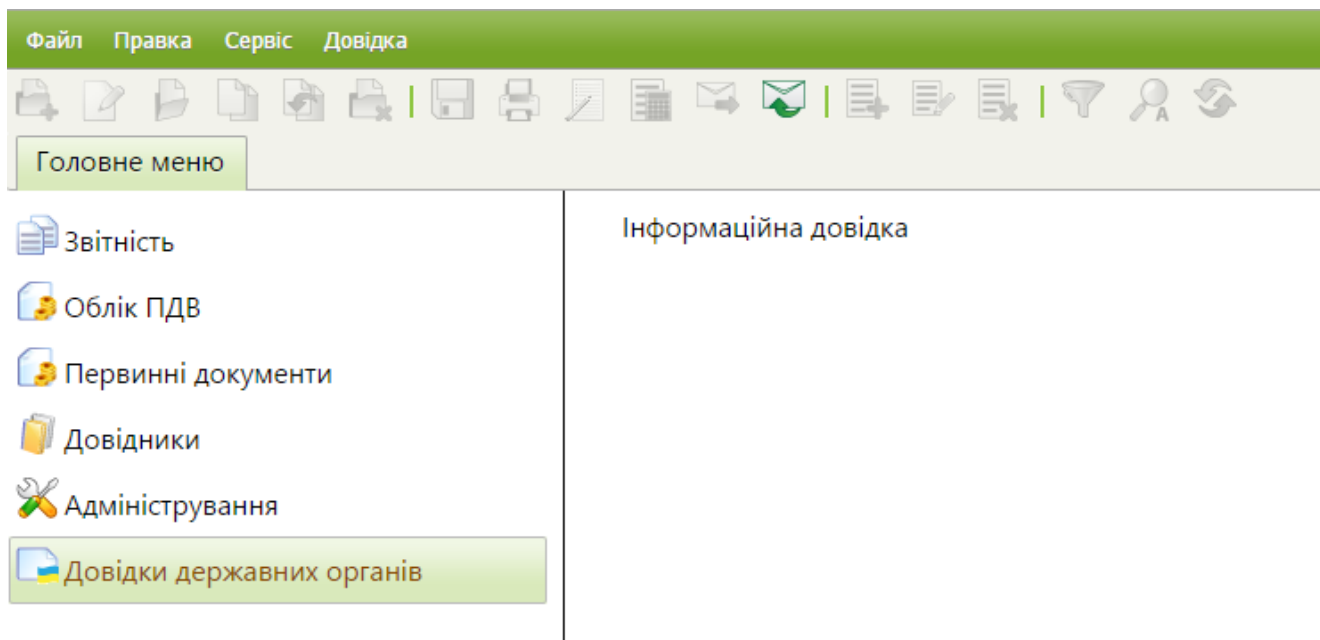 Файл Правка Сервіс Довідка
A
Головне меню
Звітність
Інформаційна довідка
Облік ПДВ
Первинні документи
Довідники
Адміністрування
Довідки державних органів